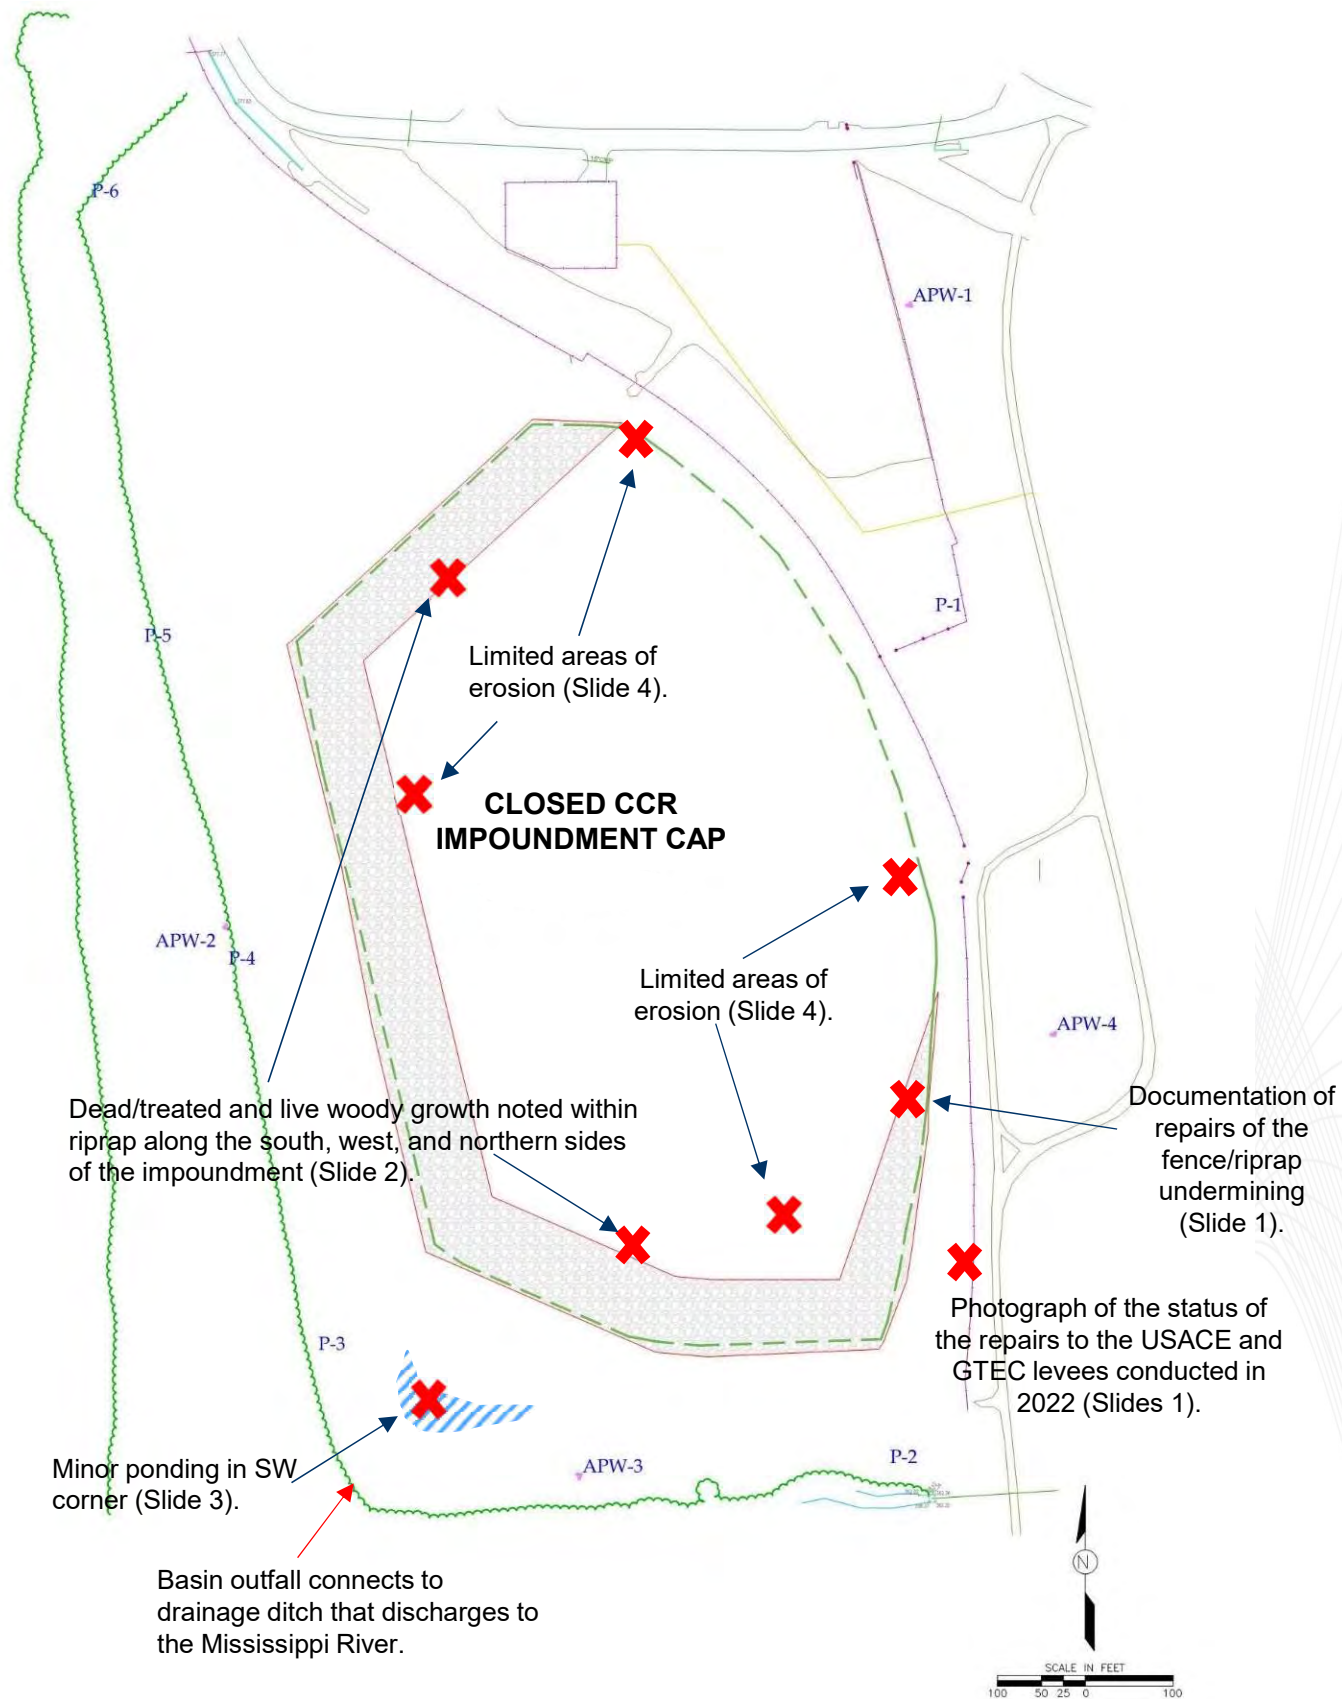 P-6
APW-1
P-1
P-5
Limited areas of
erosion (Slide 4).
CLOSED CCR
IMPOUNDMENT CAP
APW-2
P-4
Limited areas of
erosion (Slide 4).
APW-4
Dead/treated and live woody growth noted within
riprap along the south, west, and northern sides
of the impoundment (Slide 2).
Documentation of
repairs of the
fence/riprap
undermining
(Slide 1).
Photograph of the status of
the repairs to the USACE and
GTEC levees conducted in
2022 (Slides 1).
P-3
Minor ponding in SW
corner (Slide 3).
APW-3
P-2
Basin outfall connects to
drainage ditch that discharges to
the Mississippi River.
N
SCALE IN FEET
100 50 25 0 100